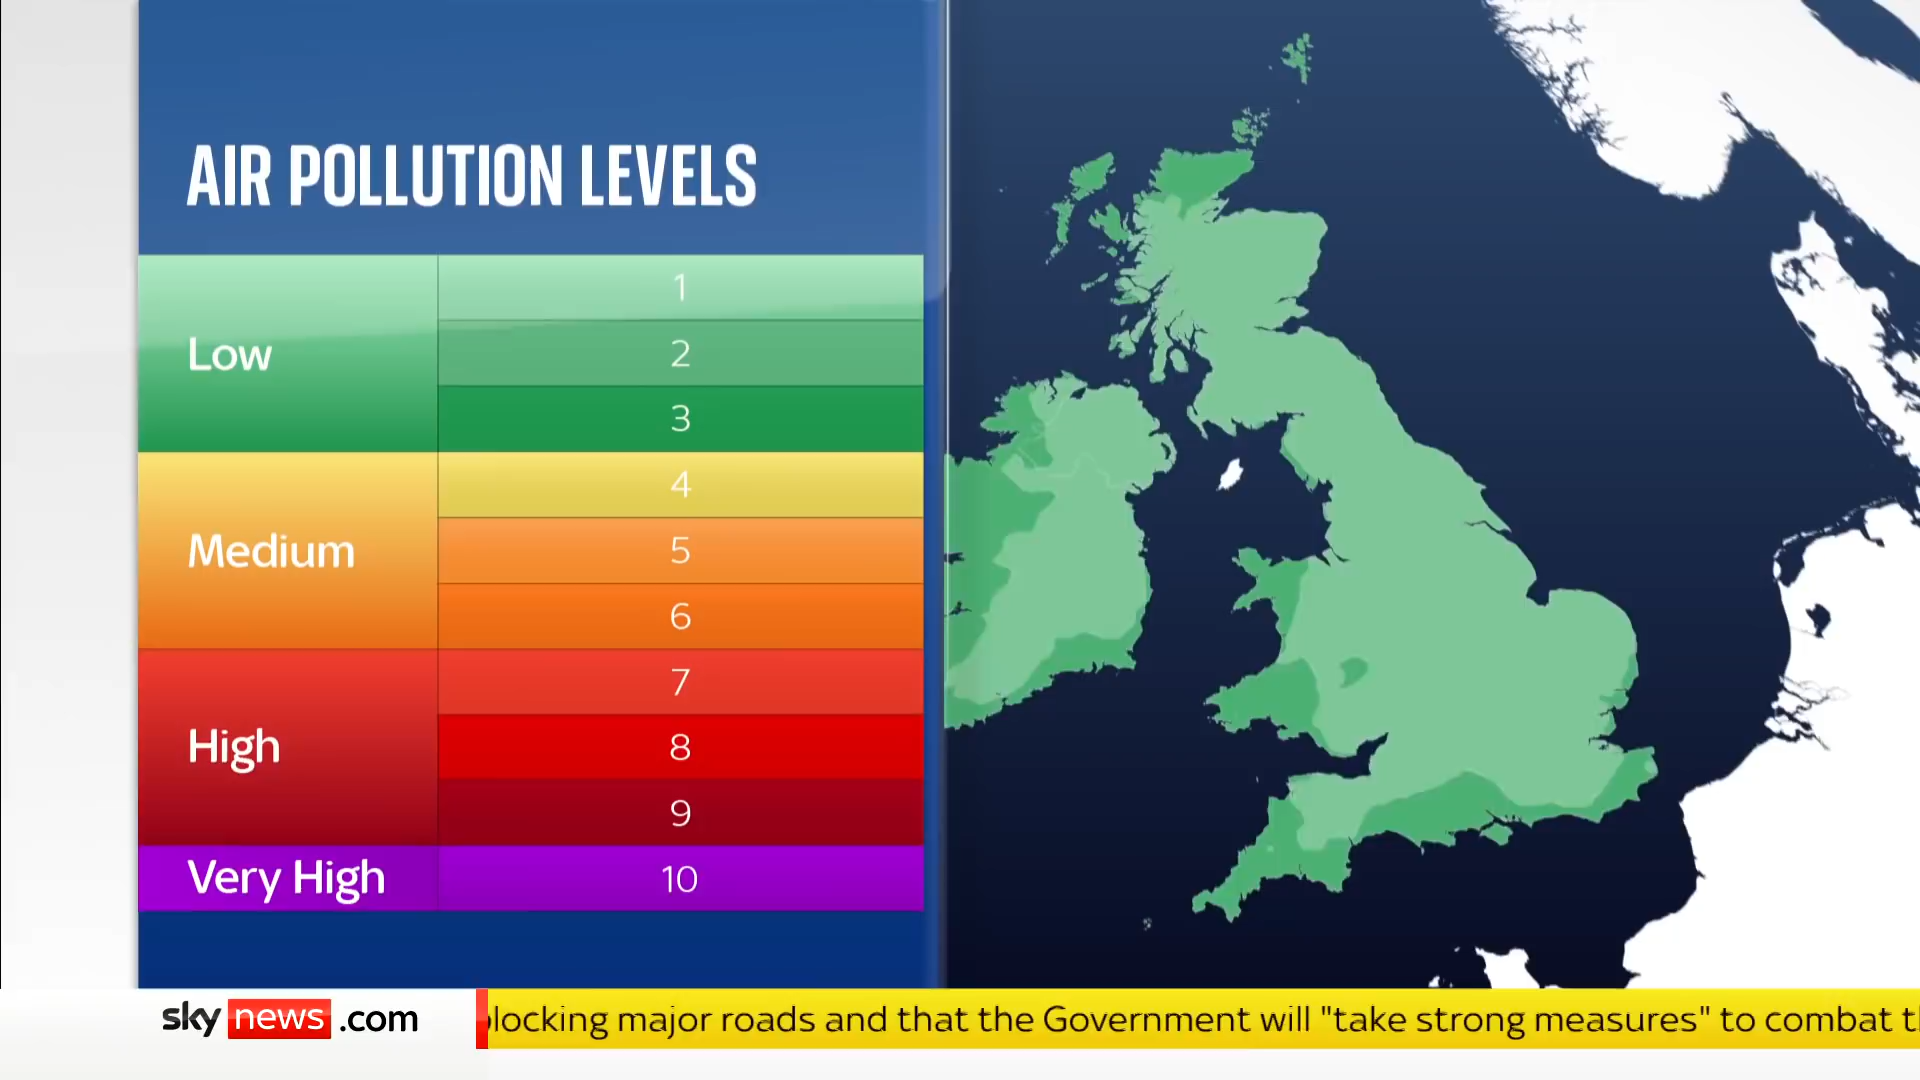 AIR POLLUTION LEVELS
Low
1
2
3
Medium
4
5
6
High
7
8
9
Very High
10
sky news .com
locking major roads and that the Government will "take strong measures" to combat